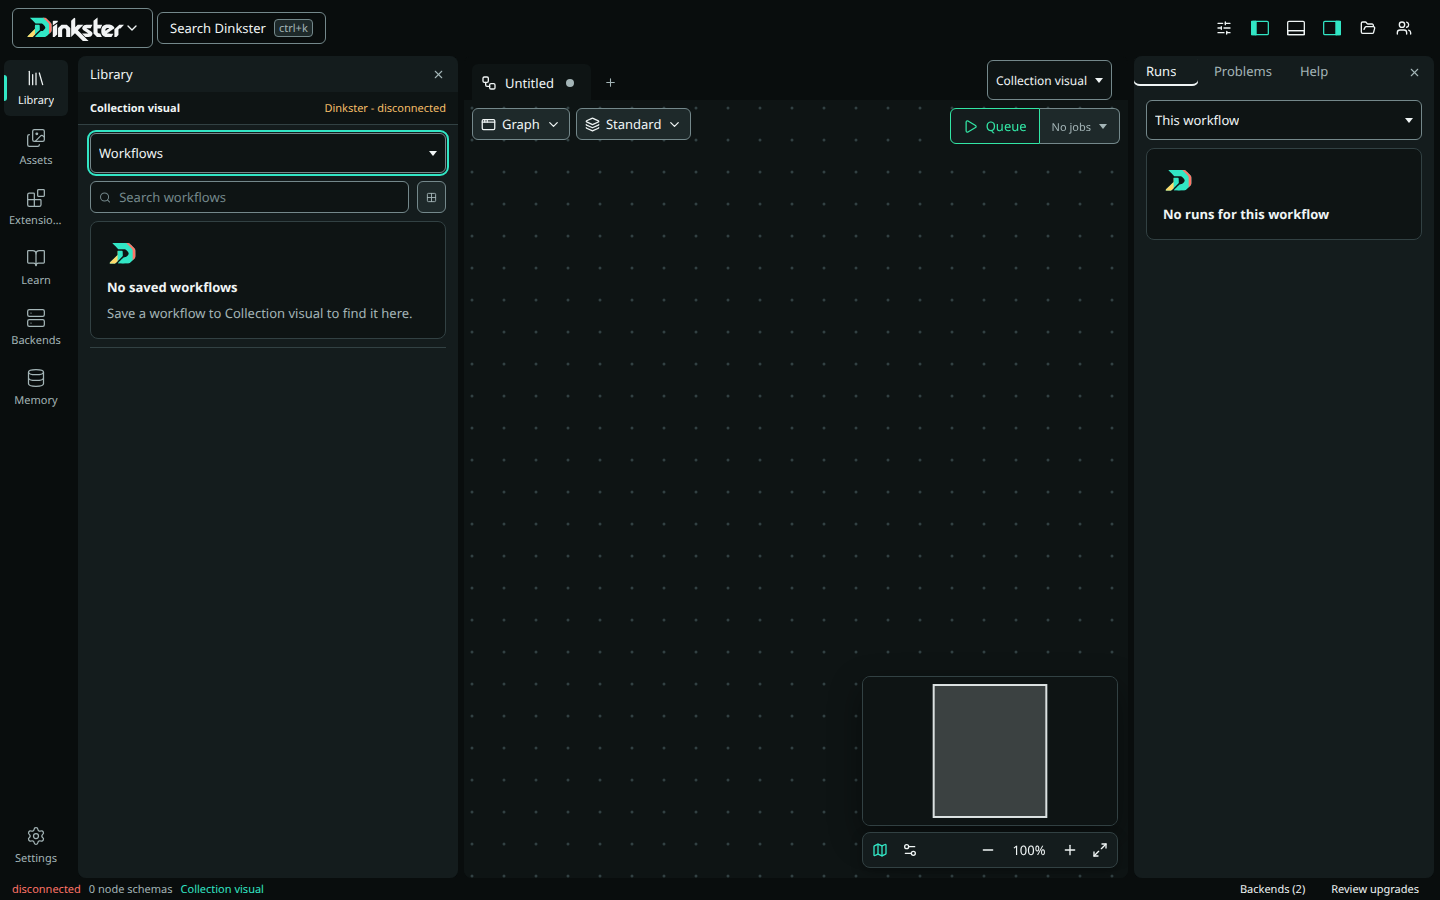 Dinkster
Search Dinkster ctrl+k
Library
Assets
Extensio...
Learn
Backends
Memory
Settings
Library
Collection visual
Dinkster - disconnected
Workflows
Search workflows
No saved workflows
Save a workflow to Collection visual to find it here.
Untitled
Collection visual
Graph
Standard
Queue
No jobs
100%
Runs
Problems
Help
This workflow
No runs for this workflow
disconnected 0 node schemas Collection visual
Backends (2)
Review upgrades